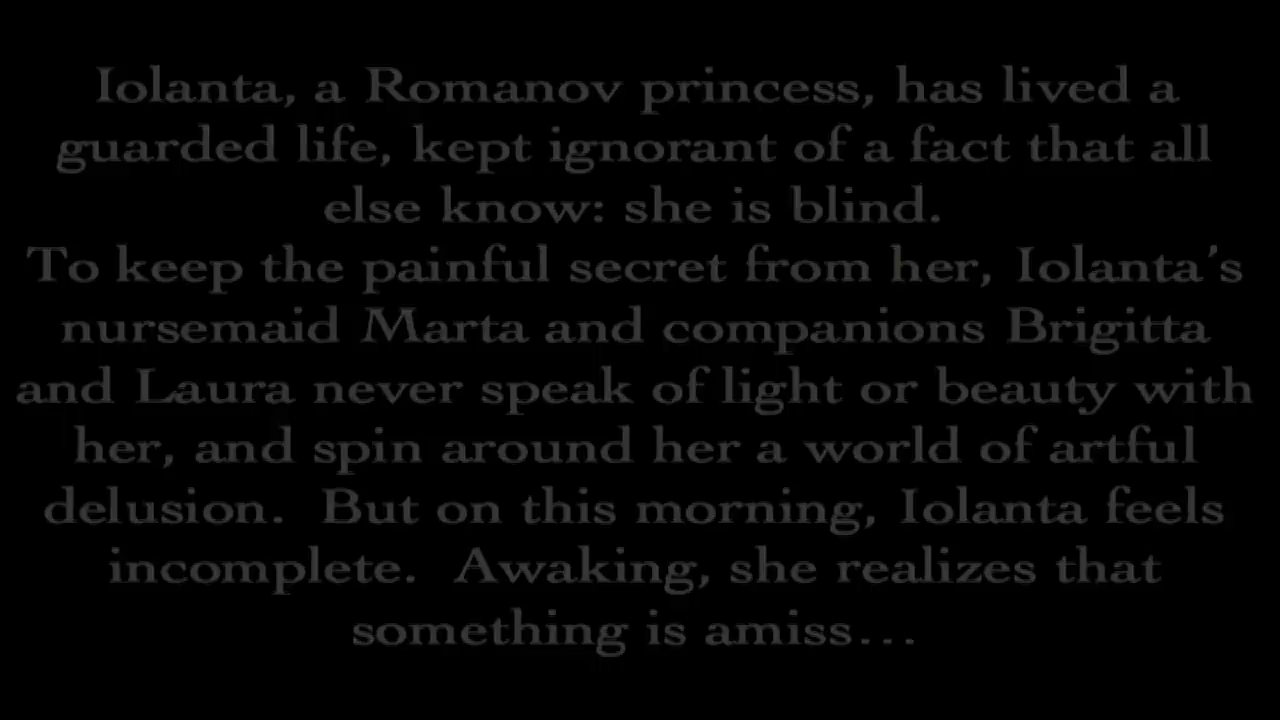 Iolanta, a Romanov princess, has lived a
guarded life, kept ignorant of a fact that all
else know: she is blind.
To keep the painful secret from her, Iolanta's
nursemaid Marta and companions Brigitta
and Laura never speak of light or beauty with
her, and spin around her a world of artful
delusion.  But on this morning, Iolanta feels
incomplete.  Awaking, she realizes that
something is amiss…